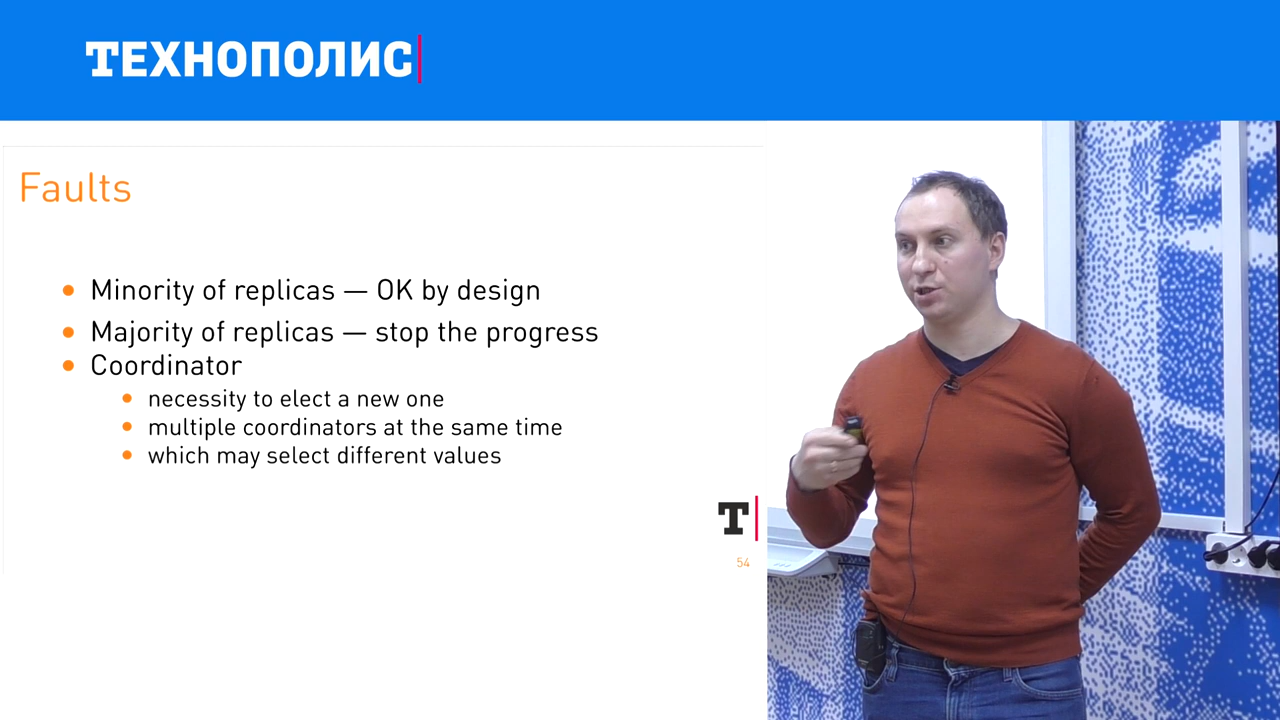 ТЕХНОПОЛИС
Faults
Minority of replicas — OK by design
Majority of replicas — stop the progress
Coordinator
necessity to elect a new one
multiple coordinators at the same time
which may select different values
T
54